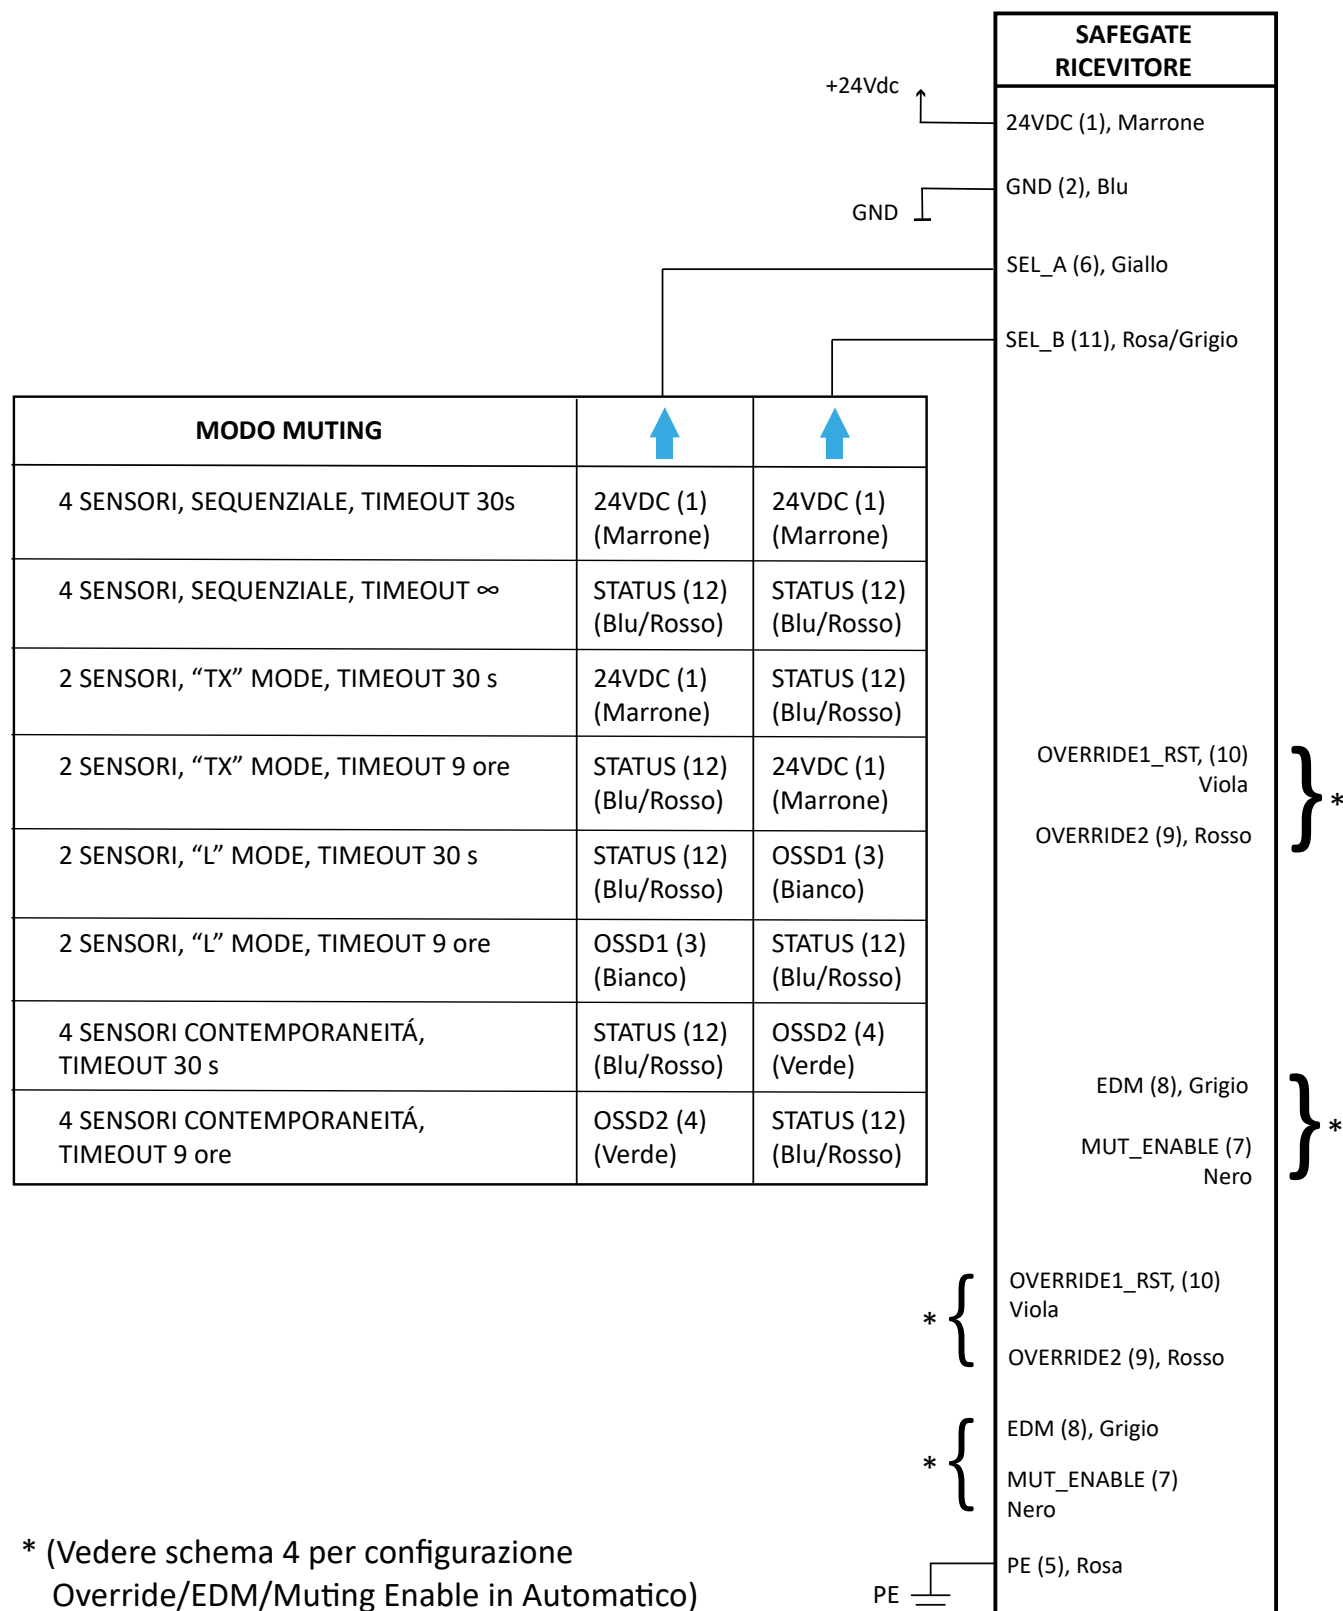 SAFEGATE
RICEVITORE
+24Vdc
24VDC (1), Marrone
GND (2), Blu
GND
SEL_A (6), Giallo
SEL_B (11), Rosa/Grigio
MODO MUTING
4 SENSORI, SEQUENZIALE, TIMEOUT 30s
24VDC (1)
(Marrone)
24VDC (1)
(Marrone)
4 SENSORI, SEQUENZIALE, TIMEOUT ∞
STATUS (12)
(Blu/Rosso)
STATUS (12)
(Blu/Rosso)
2 SENSORI, “TX” MODE, TIMEOUT 30 s
24VDC (1)
(Marrone)
STATUS (12)
(Blu/Rosso)
2 SENSORI, “TX” MODE, TIMEOUT 9 ore
STATUS (12)
(Blu/Rosso)
24VDC (1)
(Marrone)
2 SENSORI, “L” MODE, TIMEOUT 30 s
STATUS (12)
(Blu/Rosso)
OSSD1 (3)
(Bianco)
2 SENSORI, “L” MODE, TIMEOUT 9 ore
OSSD1 (3)
(Bianco)
STATUS (12)
(Blu/Rosso)
4 SENSORI CONTEMPORANEITÁ,
TIMEOUT 30 s
STATUS (12)
(Blu/Rosso)
OSSD2 (4)
(Verde)
4 SENSORI CONTEMPORANEITÁ,
TIMEOUT 9 ore
OSSD2 (4)
(Verde)
STATUS (12)
(Blu/Rosso)
OVERRIDE1_RST, (10)
Viola
*
OVERRIDE2 (9), Rosso
EDM (8), Grigio
*
MUT_ENABLE (7)
Nero
OVERRIDE1_RST, (10)
Viola
*
OVERRIDE2 (9), Rosso
EDM (8), Grigio
*
MUT_ENABLE (7)
Nero
* (Vedere schema 4 per configurazione
Override/EDM/Muting Enable in Automatico)
PE (5), Rosa
PE